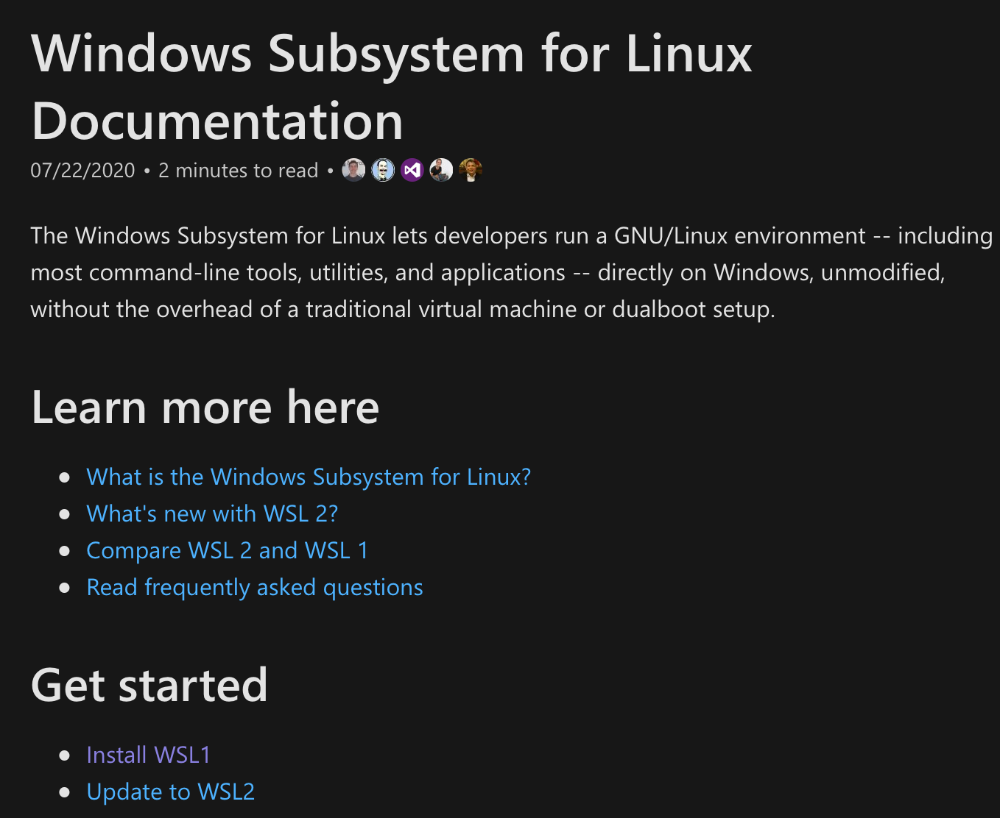 Windows Subsystem for Linux
Documentation
07/22/2020 • 2 minutes to read •
The Windows Subsystem for Linux lets developers run a GNU/Linux environment -- including
most command-line tools, utilities, and applications -- directly on Windows, unmodified,
without the overhead of a traditional virtual machine or dualboot setup.
Learn more here
• What is the Windows Subsystem for Linux?
• What's new with WSL 2?
• Compare WSL 2 and WSL 1
• Read frequently asked questions
Get started
• Install WSL1
• Update to WSL2